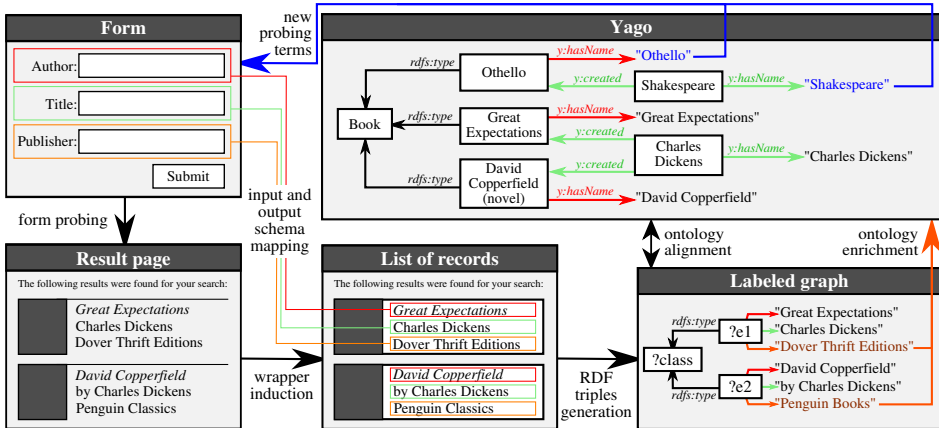 Form
Author:
Title:
Publisher:
Submit
new
probing
terms
Yago
Book
rdfs:type
rdfs:type
rdfs:type
Othello
y:hasName
"Othello"
y:created
Shakespeare
y:hasName
"Shakespeare"
Great
Expectations
y:hasName
"Great Expectations"
y:created
Charles
Dickens
y:hasName
"Charles Dickens"
y:created
David
Copperfield
(novel)
y:hasName
"David Copperfield"
form probing
input and
output
schema
mapping
ontology
alignment
ontology
enrichment
Result page
The following results were found for your search:
Great Expectations
Charles Dickens
Dover Thrift Editions
David Copperfield
by Charles Dickens
Penguin Classics
wrapper
induction
List of records
The following results were found for your search:
Great Expectations
Charles Dickens
Dover Thrift Editions
David Copperfield
by Charles Dickens
Penguin Classics
RDF
triples
generation
Labeled graph
?class
rdfs:type
rdfs:type
?e1
"Great Expectations"
"Charles Dickens"
"Dover Thrift Editions"
?e2
"David Copperfield"
"by Charles Dickens"
"Penguin Books"